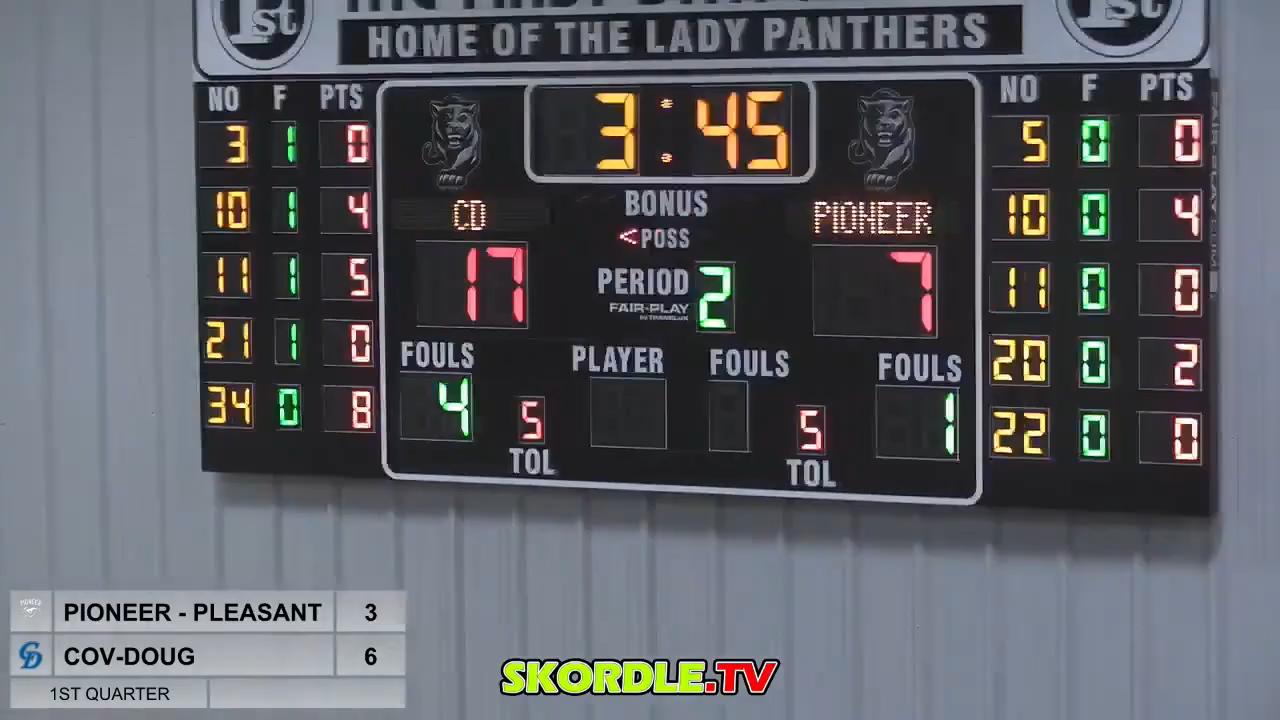 1st
1st
HOME OF THE LADY PANTHERS
NO F PTS
3 1 0
10 1 4
11 1 5
21 1 0
34 0 8
3:45
CD
BONUS
<POSS
PIONEER
17
PERIOD 2
FAIR-PLAY
7
FOULS
4
5
TOL
PLAYER
FOULS
5
TOL
FOULS
1
NO F PTS
5 0 0
10 0 4
11 0 0
20 0 2
22 0 0
PIONEER - PLEASANT 3
CD COV-DOUG 6
1ST QUARTER
SKORDLE.TV